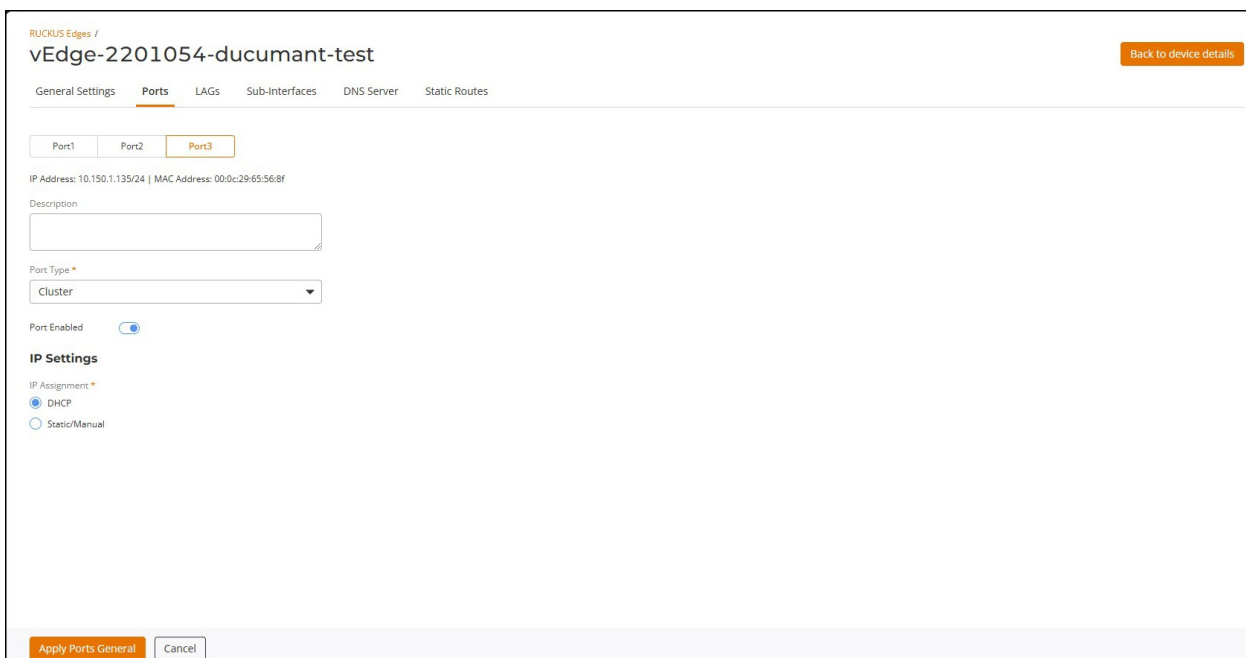 RUCKUS Edges /
vEdge-2201054-ducumant-test
Back to device details
General Settings Ports LAGs Sub-Interfaces DNS Server Static Routes
Port1 Port2 Port3
IP Address: 10.150.1.135/24 | MAC Address: 00:0c:29:65:56:8f
Description
Port Type *
Cluster
Port Enabled
IP Settings
IP Assignment *
DHCP
Static/Manual
Apply Ports General Cancel